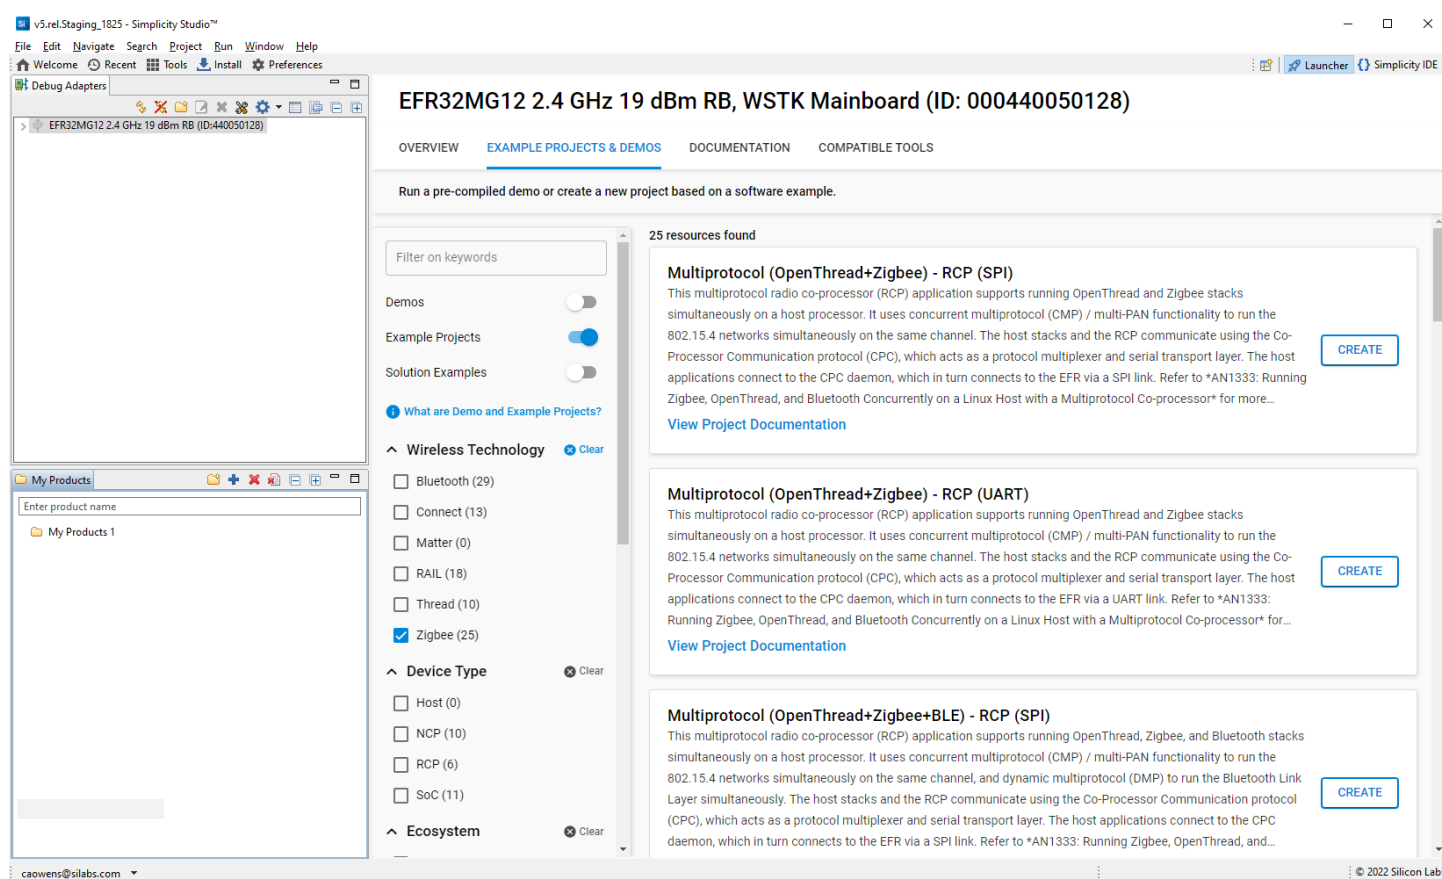 v5.rel.Staging_1825 - Simplicity Studio™
File Edit Navigate Search Project Run Window Help
Welcome Recent Tools Install Preferences
Launcher Simplicity IDE
Debug Adapters
EFR32MG12 2.4 GHz 19 dBm RB (ID:440050128)
My Products
Enter product name
My Products 1
EFR32MG12 2.4 GHz 19 dBm RB, WSTK Mainboard (ID: 000440050128)
OVERVIEW EXAMPLE PROJECTS & DEMOS DOCUMENTATION COMPATIBLE TOOLS
Run a pre-compiled demo or create a new project based on a software example.
Filter on keywords
Demos
Example Projects
Solution Examples
What are Demo and Example Projects?
Wireless Technology Clear
Bluetooth (29)
Connect (13)
Matter (0)
RAIL (18)
Thread (10)
Zigbee (25)
Device Type Clear
Host (0)
NCP (10)
RCP (6)
SoC (11)
Ecosystem Clear
25 resources found
Multiprotocol (OpenThread+Zigbee) - RCP (SPI)
This multiprotocol radio co-processor (RCP) application supports running OpenThread and Zigbee stacks
simultaneously on a host processor. It uses concurrent multiprotocol (CMP) / multi-PAN functionality to run the
802.15.4 networks simultaneously on the same channel. The host stacks and the RCP communicate using the Co-
Processor Communication protocol (CPC), which acts as a protocol multiplexer and serial transport layer. The host
applications connect to the CPC daemon, which in turn connects to the EFR via a SPI link. Refer to *AN1333: Running
Zigbee, OpenThread, and Bluetooth Concurrently on a Linux Host with a Multiprotocol Co-processor* for more...
View Project Documentation
CREATE
Multiprotocol (OpenThread+Zigbee) - RCP (UART)
This multiprotocol radio co-processor (RCP) application supports running OpenThread and Zigbee stacks
simultaneously on a host processor. It uses concurrent multiprotocol (CMP) / multi-PAN functionality to run the
802.15.4 networks simultaneously on the same channel. The host stacks and the RCP communicate using the Co-
Processor Communication protocol (CPC), which acts as a protocol multiplexer and serial transport layer. The host
applications connect to the CPC daemon, which in turn connects to the EFR via a UART link. Refer to *AN1333:
Running Zigbee, OpenThread, and Bluetooth Concurrently on a Linux Host with a Multiprotocol Co-processor* for...
View Project Documentation
CREATE
Multiprotocol (OpenThread+Zigbee+BLE) - RCP (SPI)
This multiprotocol radio co-processor (RCP) application supports running OpenThread, Zigbee, and Bluetooth stacks
simultaneously on a host processor. It uses concurrent multiprotocol (CMP) / multi-PAN functionality to run the
802.15.4 networks simultaneously on the same channel, and dynamic multiprotocol (DMP) to run the Bluetooth Link
Layer simultaneously. The host stacks and the RCP communicate using the Co-Processor Communication protocol
(CPC), which acts as a protocol multiplexer and serial transport layer. The host applications connect to the CPC
daemon, which in turn connects to the EFR via a SPI link. Refer to *AN1333: Running Zigbee, OpenThread, and...
CREATE
caowens@silabs.com
© 2022 Silicon Lab